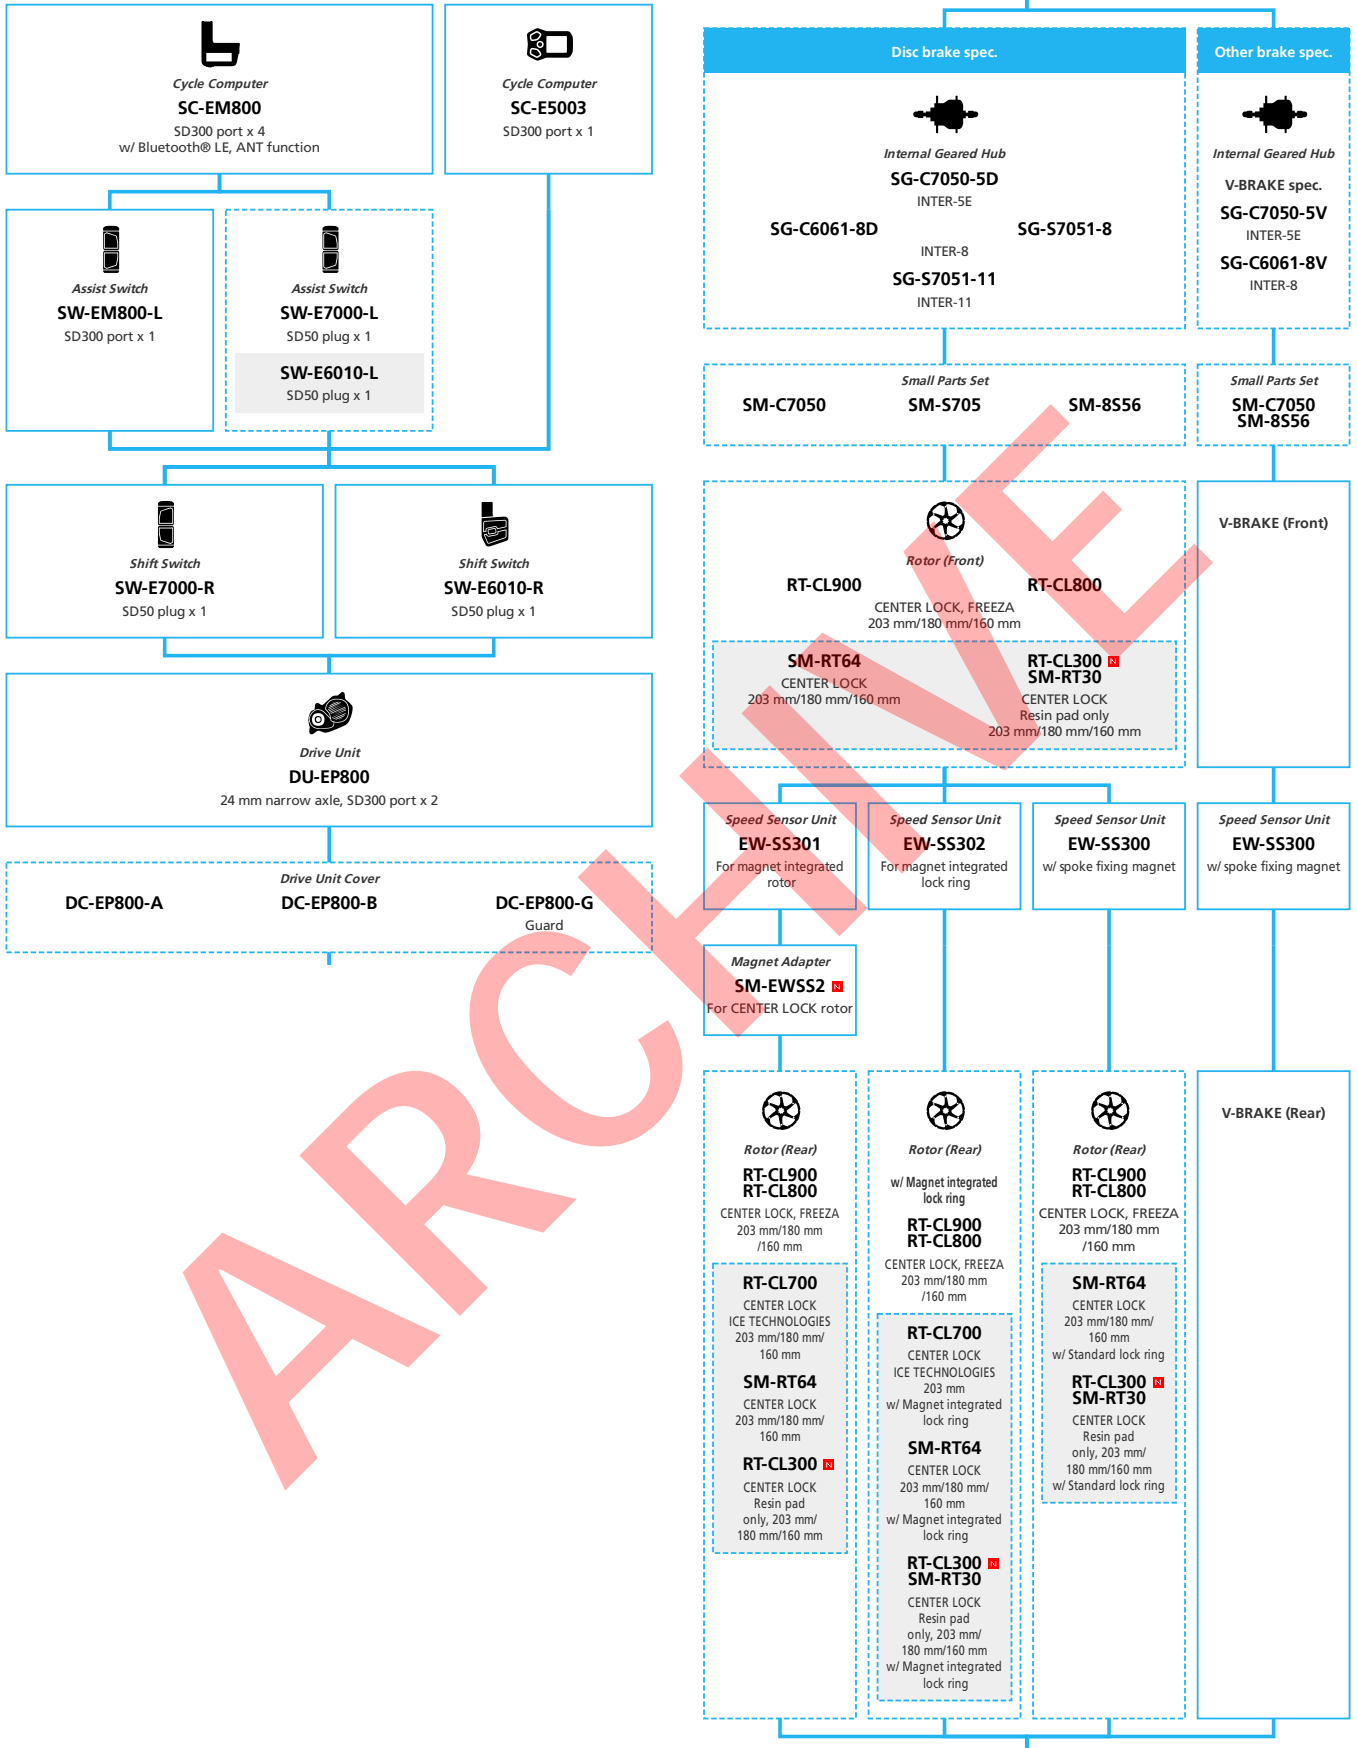 Cycle Computer
SC-EM800
SD300 port x 4
w/ Bluetooth® LE, ANT function
Cycle Computer
SC-E5003
SD300 port x 1
Assist Switch
SW-EM800-L
SD300 port x 1
Assist Switch
SW-E7000-L
SD50 plug x 1
SW-E6010-L
SD50 plug x 1
Shift Switch
SW-E7000-R
SD50 plug x 1
Shift Switch
SW-E6010-R
SD50 plug x 1
Drive Unit
DU-EP800
24 mm narrow axle, SD300 port x 2
Drive Unit Cover
DC-EP800-A
DC-EP800-B
DC-EP800-G
Guard
Disc brake spec.
Internal Geared Hub
SG-C7050-5D
INTER-5E
SG-C6061-8D
SG-S7051-8
INTER-8
SG-S7051-11
INTER-11
Other brake spec.
Internal Geared Hub
V-BRAKE spec.
SG-C7050-5V
INTER-5E
SG-C6061-8V
INTER-8
Small Parts Set
SM-C7050
SM-S705
SM-8S56
Small Parts Set
SM-C7050
SM-8S56
Rotor (Front)
RT-CL900
RT-CL800
CENTER LOCK, FREEZA
203 mm/180 mm/160 mm
SM-RT64
CENTER LOCK
203 mm/180 mm/160 mm
RT-CL300 N
SM-RT30
CENTER LOCK
Resin pad only
203 mm/180 mm/160 mm
V-BRAKE (Front)
Speed Sensor Unit
EW-SS301
For magnet integrated
rotor
Speed Sensor Unit
EW-SS302
For magnet integrated
lock ring
Speed Sensor Unit
EW-SS300
w/ spoke fixing magnet
Speed Sensor Unit
EW-SS300
w/ spoke fixing magnet
Magnet Adapter
SM-EWSS2 N
For CENTER LOCK rotor
Rotor (Rear)
RT-CL900
RT-CL800
CENTER LOCK, FREEZA
203 mm/180 mm
/160 mm
RT-CL700
CENTER LOCK
ICE TECHNOLOGIES
203 mm/180 mm/
160 mm
SM-RT64
CENTER LOCK
203 mm/180 mm/
160 mm
RT-CL300 N
CENTER LOCK
Resin pad
only, 203 mm/
180 mm/160 mm
Rotor (Rear)
w/ Magnet integrated
lock ring
RT-CL900
RT-CL800
CENTER LOCK, FREEZA
203 mm/180 mm
/160 mm
RT-CL700
CENTER LOCK
ICE TECHNOLOGIES
203 mm
w/ Magnet integrated
lock ring
SM-RT64
CENTER LOCK
203 mm/180 mm/
160 mm
w/ Magnet integrated
lock ring
RT-CL300 N
SM-RT30
CENTER LOCK
Resin pad
only, 203 mm/
180 mm/160 mm
w/ Magnet integrated
lock ring
Rotor (Rear)
RT-CL900
RT-CL800
CENTER LOCK, FREEZA
203 mm/180 mm
/160 mm
SM-RT64
CENTER LOCK
203 mm/180 mm/
160 mm
w/ Standard lock ring
RT-CL300 N
SM-RT30
CENTER LOCK
Resin pad
only, 203 mm/
180 mm/160 mm
w/ Standard lock ring
V-BRAKE (Rear)
ARCHIVE